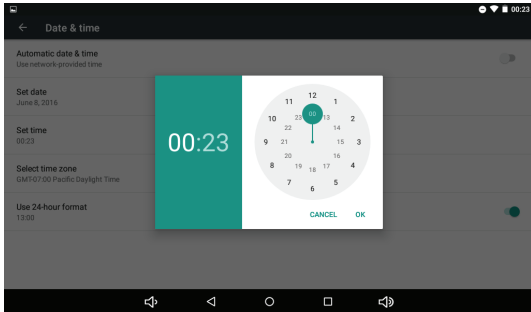 00:23
Date & time
Automatic date & time
Use network-provided time
Set date
June 8, 2016
Set time
00:23
Select time zone
GMT-07:00 Pacific Daylight Time
Use 24-hour format
13:00
00:23
12
11 1
00
23 13
10 2
22 14
9 21 15 3
20 16
8 4
19 17
18
7 5
6
CANCEL OK